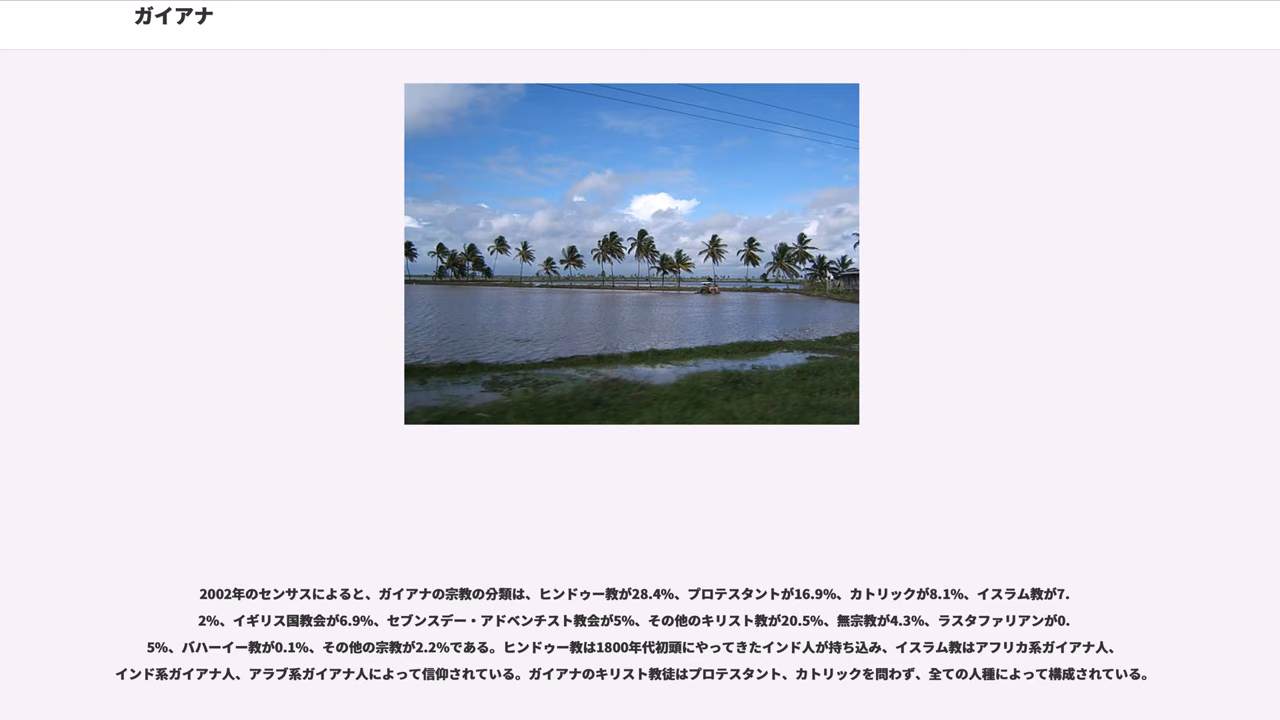 ガイアナ
2002年のセンサスによると、ガイアナの宗教の分類は、ヒンドゥー教が28.4%、プロテスタントが16.9%、カトリックが8.1%、イスラム教が7.
2%、イギリス国教会が6.9%、セブンスデー・アドベンチスト教会が5%、その他のキリスト教が20.5%、無宗教が4.3%、ラスタファリアンが0.
5%、バハーイー教が0.1%、その他の宗教が2.2%である。ヒンドゥー教は1800年代初頭にやってきたインド人が持ち込み、イスラム教はアフリカ系ガイアナ人、
インド系ガイアナ人、アラブ系ガイアナ人によって信仰されている。ガイアナのキリスト教徒はプロテスタント、カトリックを問わず、全ての人種によって構成されている。